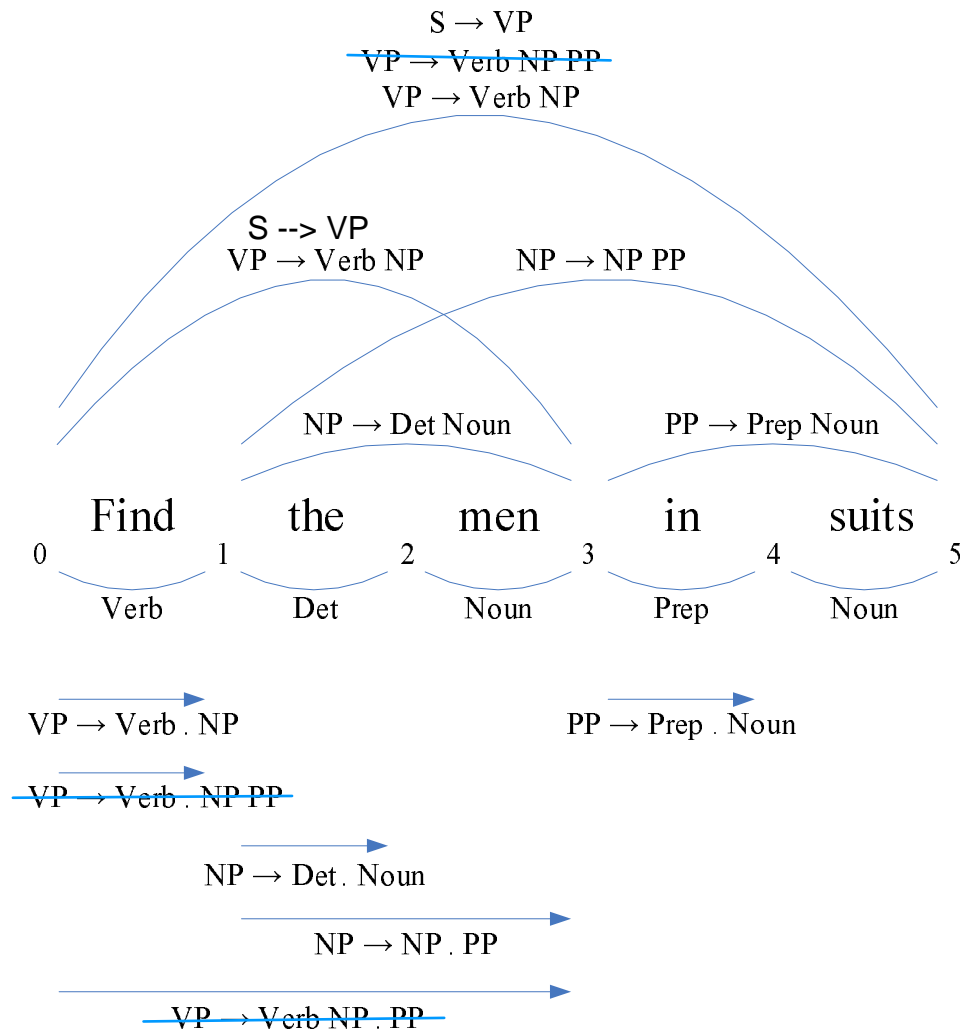 S → VP
VP → Verb NP PP
VP → Verb NP
S --> VP
VP → Verb NP
NP → NP PP
NP → Det Noun
PP → Prep Noun
Find the men in suits
0 1 2 3 4 5
Verb Det Noun Prep Noun
VP → Verb . NP
PP → Prep . Noun
VP → Verb . NP PP
NP → Det . Noun
NP → NP . PP
VP → Verb NP . PP